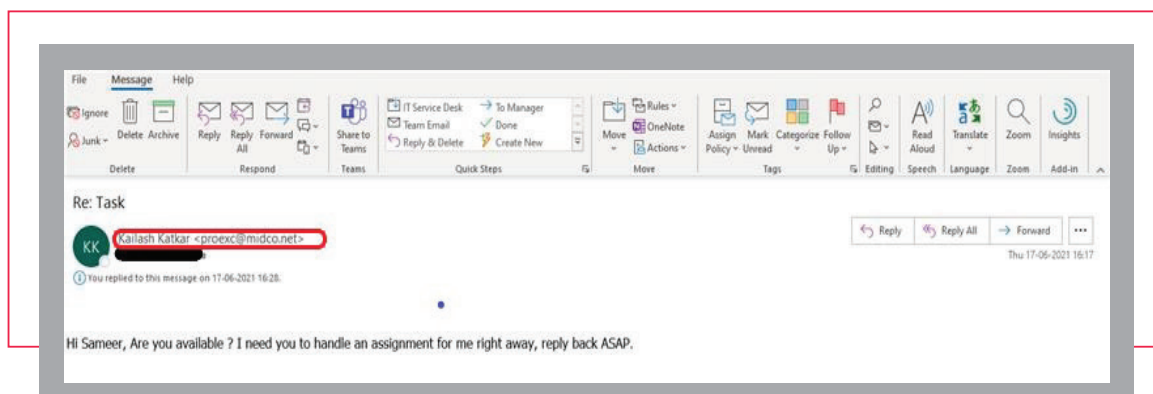 File Message Help
Ignore
Junk
Delete Archive
Reply Reply All Forward
Share to Teams
IT Service Desk To Manager
Team Email Done
Reply & Delete Create New
Move
Rules
OneNote
Actions
Assign Policy Mark Unread Categorize Follow Up
Read Aloud
Translate
Zoom
Insights
Delete Respond Teams Quick Steps Move Tags Editing Speech Language Zoom Add-in
Re: Task
KK
Kailash Katkar <proexc@midco.net>
Reply Reply All Forward
Thu 17-06-2021 16:17
You replied to this message on 17-06-2021 16:28.
Hi Sameer, Are you available ? I need you to handle an assignment for me right away, reply back ASAP.